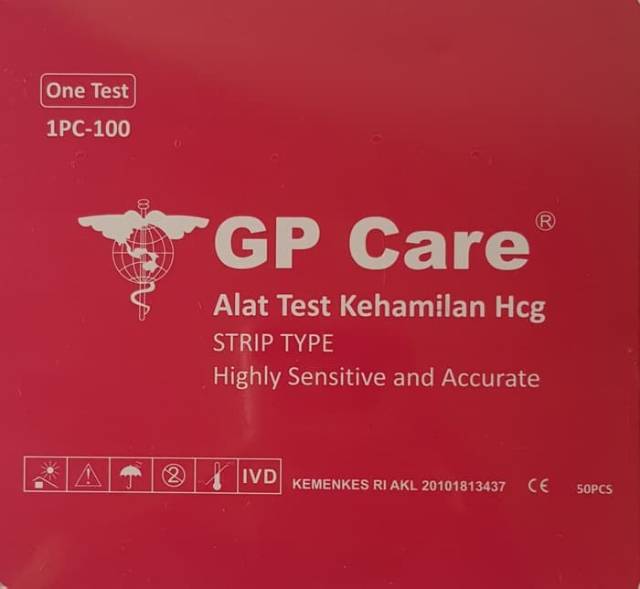 One Test
1PC-100
GP Care®
Alat Test Kehamilan Hcg
STRIP TYPE
Highly Sensitive and Accurate
2 IVD KEMENKES RI AKL 20101813437 CE 50PCS